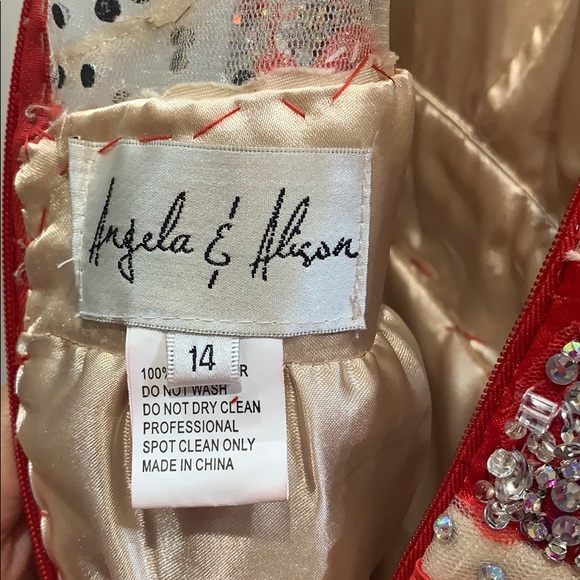 Angela & Alison
14
100% R
DO NOT WASH
DO NOT DRY CLEAN
PROFESSIONAL
SPOT CLEAN ONLY
MADE IN CHINA